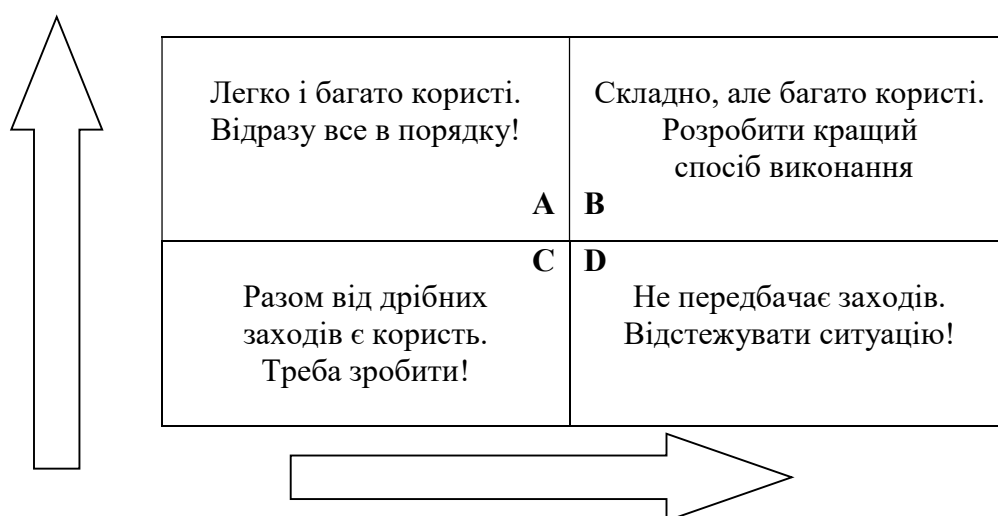 Легко і багато користі.
Відразу все в порядку!
A
Складно, але багато користі.
Розробити кращий
спосіб виконання
B
C
Разом від дрібних
заходів є користь.
Треба зробити!
D
Не передбачає заходів.
Відстежувати ситуацію!